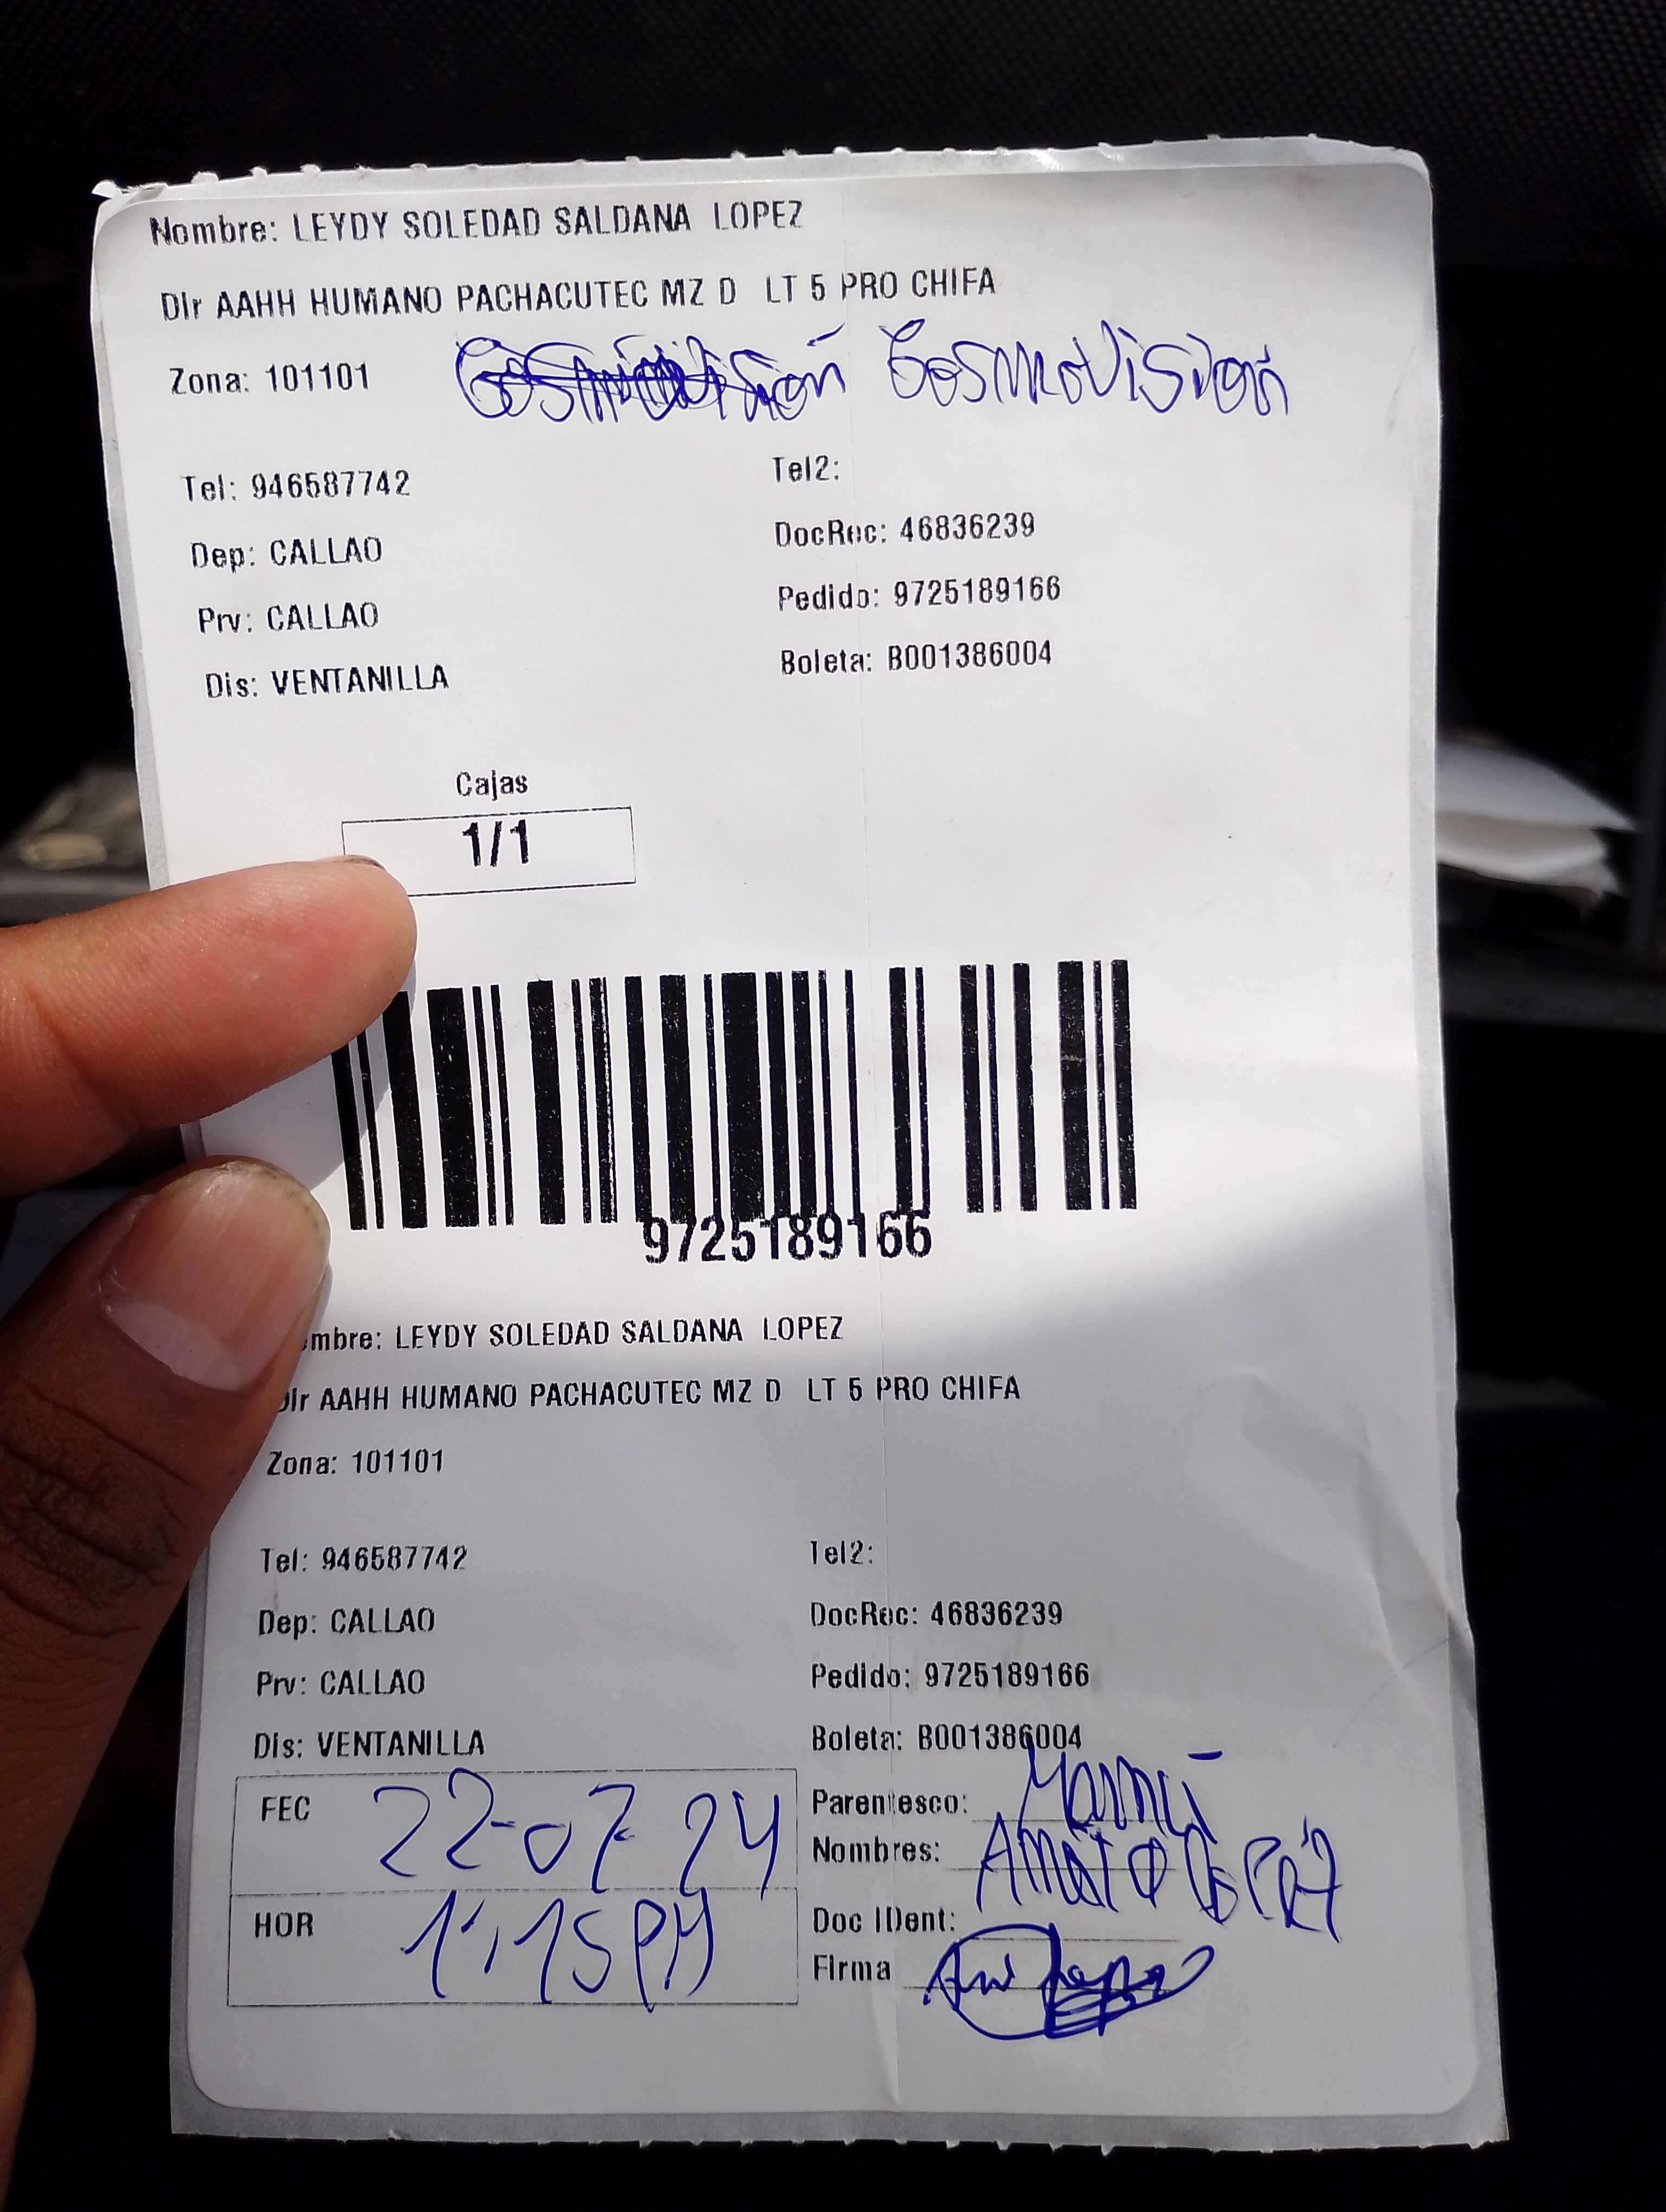 Nombre: LEYDY SOLEDAD SALDANA LOPEZ
Dir AAHH HUMANO PACHACUTEC MZ D LT 5 PRO CHIFA
Zona: 101101
Tel: 946587742 Tel2:
Dep: CALLAO DocRec: 46836239
Prv: CALLAO Pedido: 9725189166
Dis: VENTANILLA Boleta: B001386004
Cajas
1/1
9725189166
mbre: LEYDY SOLEDAD SALDANA LOPEZ
Dir AAHH HUMANO PACHACUTEC MZ D LT 5 PRO CHIFA
Zona: 101101
Tel: 946587742 Tel2:
Dep: CALLAO DocRec: 46836239
Prv: CALLAO Pedido: 9725189166
Dis: VENTANILLA Boleta: B001386004
FEC 22-07-24 Parentesco: Mamá
Nombres:
HOR 1:15 PM Doc IDent:
Firma